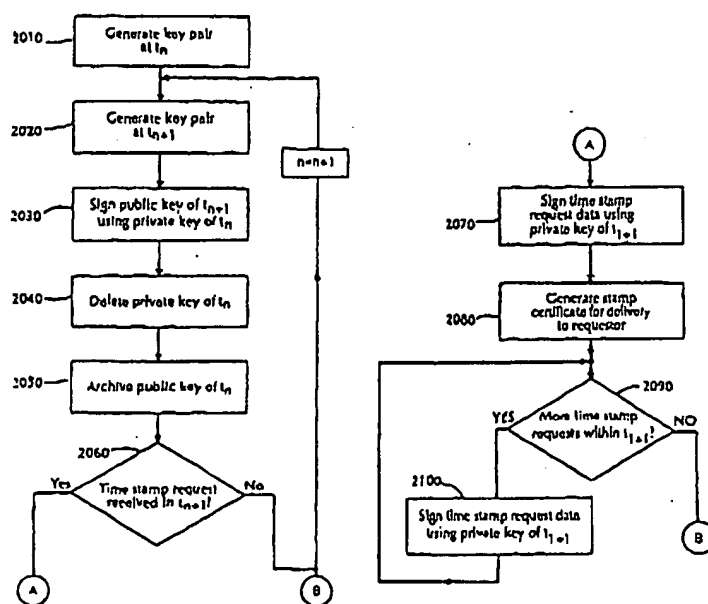 2010
Generate key pair
at tn
2020
Generate key pair
at tn+1
n=n+1
2030
Sign public key of tn+1
using private key of tn
2040
Delete private key of tn
2050
Archive public key of tn
2060
Time stamp request
received in tn+1?
Yes
No
A
B
A
2070
Sign time stamp
request data using
private key of t1+1
2080
Generate stamp
certificate for delivery
to requestor
2090
YES
More time stamp
requests within t1+1?
NO
2100
Sign time stamp request data
using private key of t1+1
B